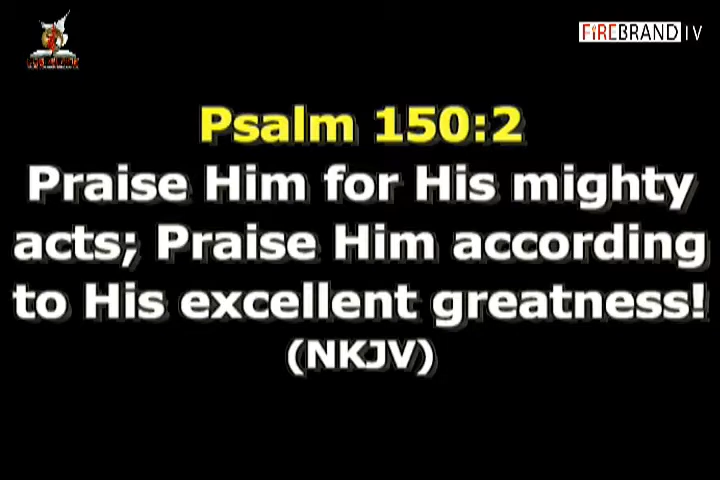 FiREBRAND TV
Psalm 150:2
Praise Him for His mighty
acts; Praise Him according
to His excellent greatness!
(NKJV)